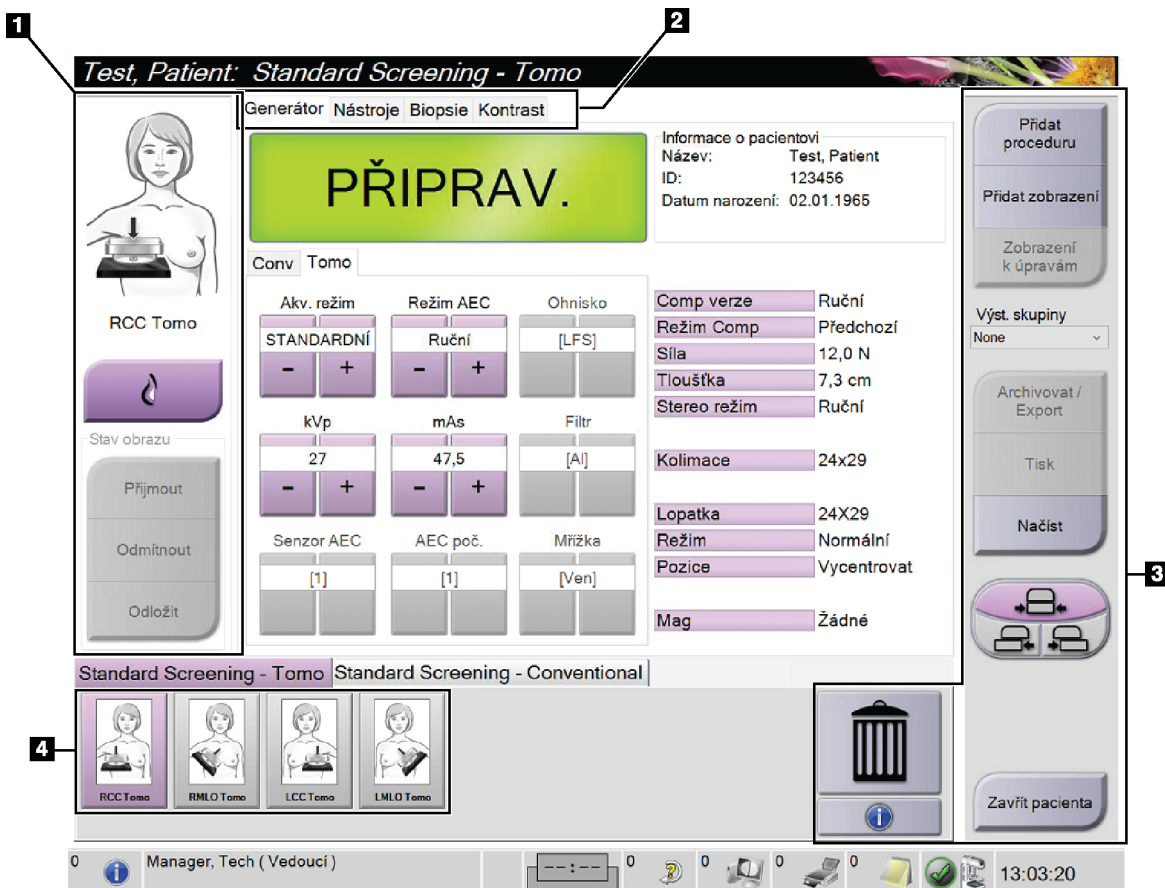 1
2
Test, Patient: Standard Screening - Tomo
Generátor Nástroje Biopsie Kontrast
PŘIPRAV.
Informace o pacientovi
Název: Test, Patient
ID: 123456
Datum narození: 02.01.1965
Přidat
proceduru
Přidat zobrazení
Zobrazení
k úpravám
RCC Tomo
Conv Tomo
Akv. režim Režim AEC Ohnisko
STANDARDNÍ Ruční [LFS]
- + - +
kVp mAs Filtr
27 47,5 [Al]
- + - +
Senzor AEC AEC poč. Mřížka
[1] [1] [Ven]
Comp verze Ruční
Režim Comp Předchozí
Síla 12,0 N
Tloušťka 7,3 cm
Stereo režim Ruční
Kolimace 24x29
Lopatka 24X29
Režim Normální
Pozice Vycentrovat
Mag Žádné
Výst. skupiny
None
Archivovat /
Export
Tisk
Načíst
3
Stav obrazu
Přijmout
Odmítnout
Odložit
Standard Screening - Tomo Standard Screening - Conventional
4
RCC Tomo RMLO Tomo LCC Tomo LMLO Tomo
Zavřít pacienta
0 Manager, Tech ( Vedoucí ) --:-- 0 0 0 0 13:03:20